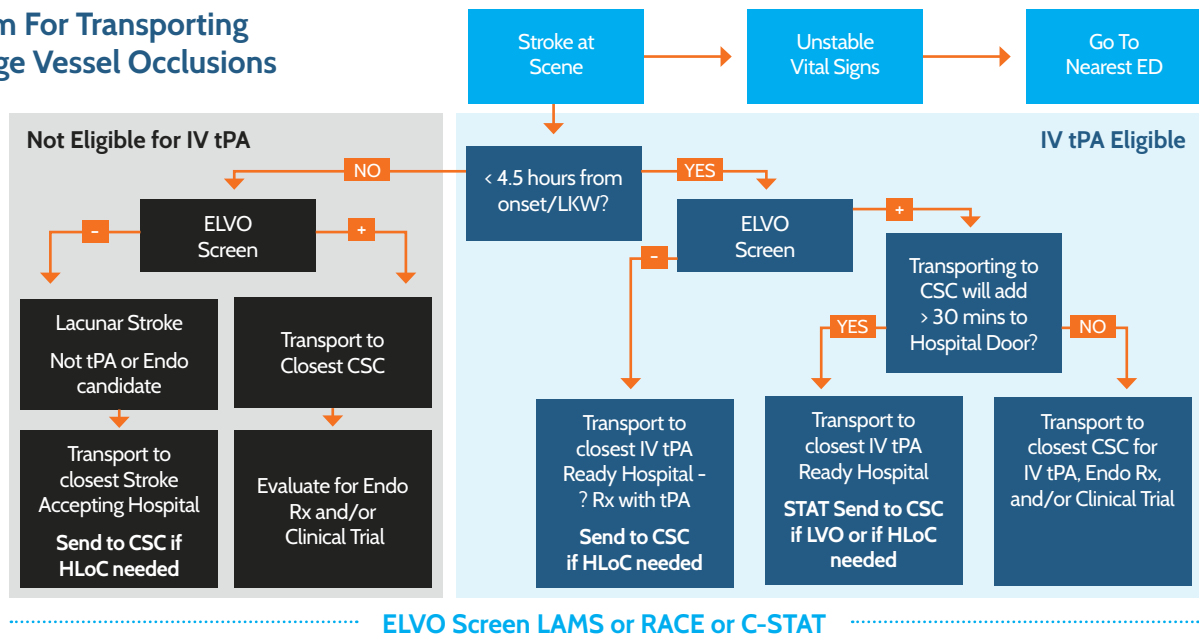 m For Transporting
ge Vessel Occlusions
Stroke at
Scene
Unstable
Vital Signs
Go To
Nearest ED
Not Eligible for IV tPA
IV tPA Eligible
NO
< 4.5 hours from
onset/LKW?
YES
ELVO
Screen
-
+
ELVO
Screen
-
+
Lacunar Stroke
Not tPA or Endo
candidate
Transport to
Closest CSC
Transporting to
CSC will add
> 30 mins to
Hospital Door?
YES
NO
Transport to
closest Stroke
Accepting Hospital
Send to CSC if
HLoC needed
Evaluate for Endo
Rx and/or
Clinical Trial
Transport to
closest IV tPA
Ready Hospital -
? Rx with tPA
Send to CSC
if HLoC needed
Transport to
closest IV tPA
Ready Hospital
STAT Send to CSC
if LVO or if HLoC
needed
Transport to
closest CSC for
IV tPA, Endo Rx,
and/or Clinical Trial
ELVO Screen LAMS or RACE or C-STAT